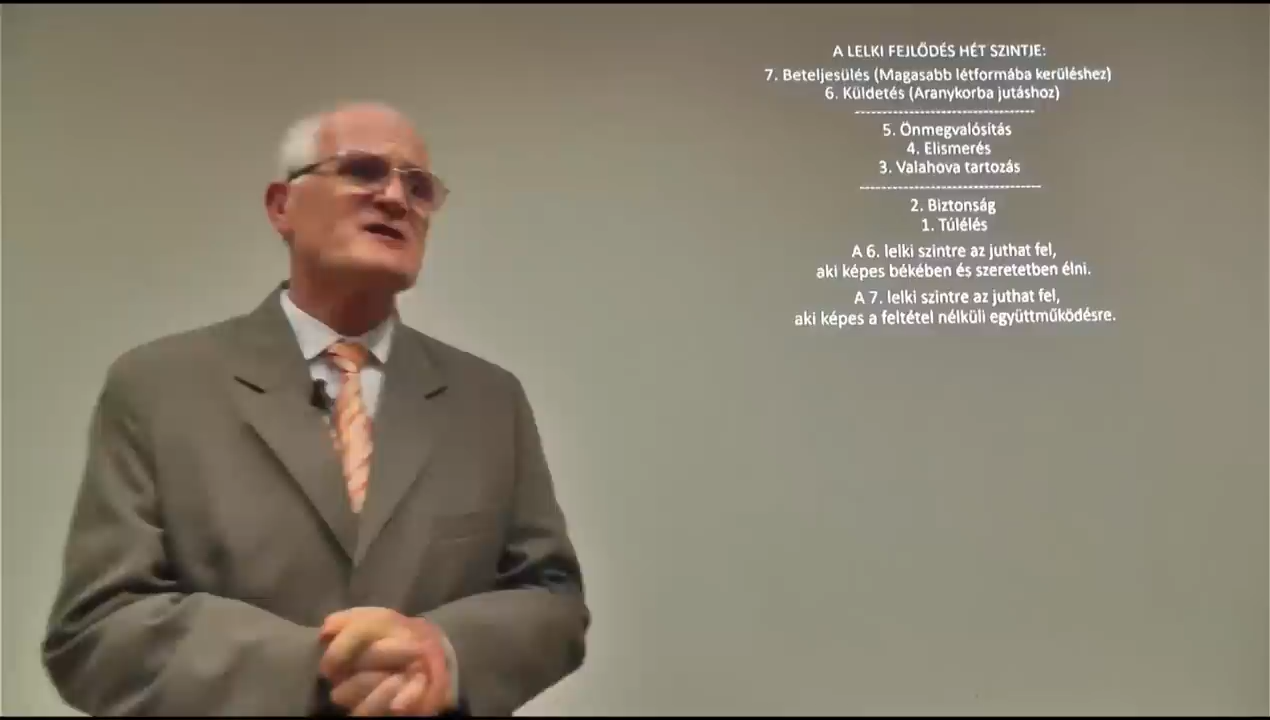 A LELKI FEJLŐDÉS HÉT SZINTJE:
7. Beteljesülés (Magasabb létformába kerüléshez)
6. Küldetés (Aranykorba jutáshoz)
-----------------------------------
5. Önmegvalósítás
4. Elismerés
3. Valahova tartozás
-----------------------------------
2. Biztonság
1. Túlélés
A 6. lelki szintre az juthat fel,
aki képes békében és szeretetben élni.
A 7. lelki szintre az juthat fel,
aki képes a feltétel nélküli együttműködésre.